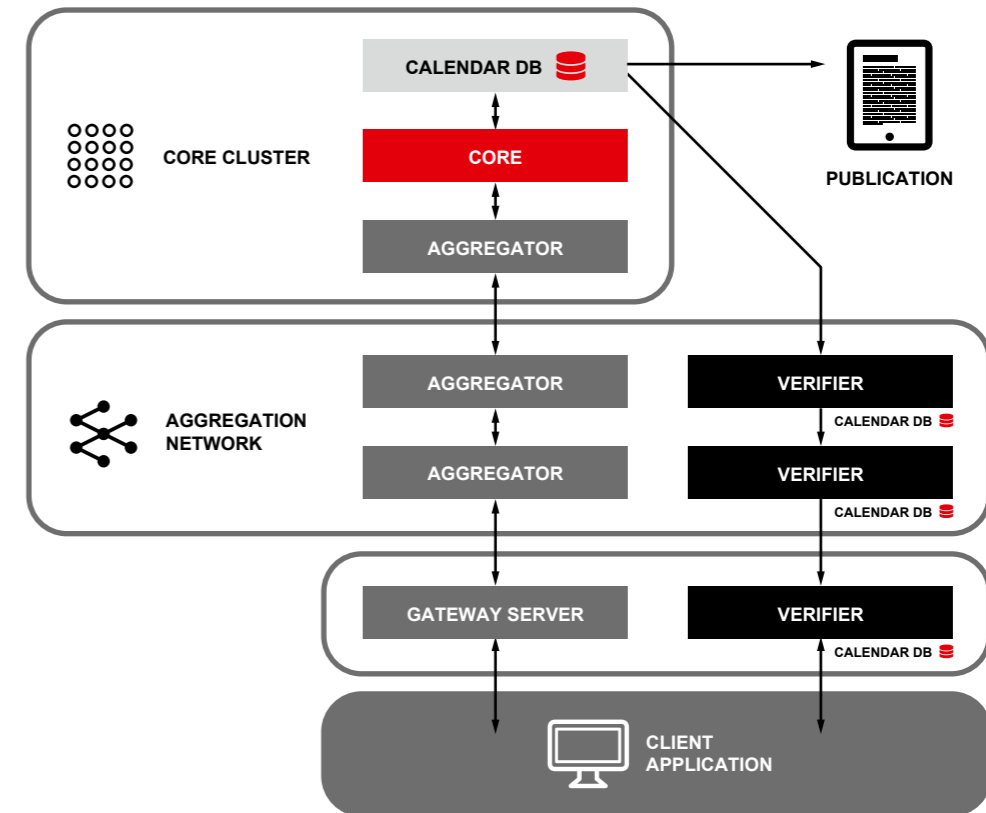 CALENDAR DB
CORE CLUSTER
CORE
AGGREGATOR
PUBLICATION
AGGREGATION
NETWORK
AGGREGATOR
VERIFIER
CALENDAR DB
AGGREGATOR
VERIFIER
CALENDAR DB
GATEWAY SERVER
VERIFIER
CALENDAR DB
CLIENT
APPLICATION